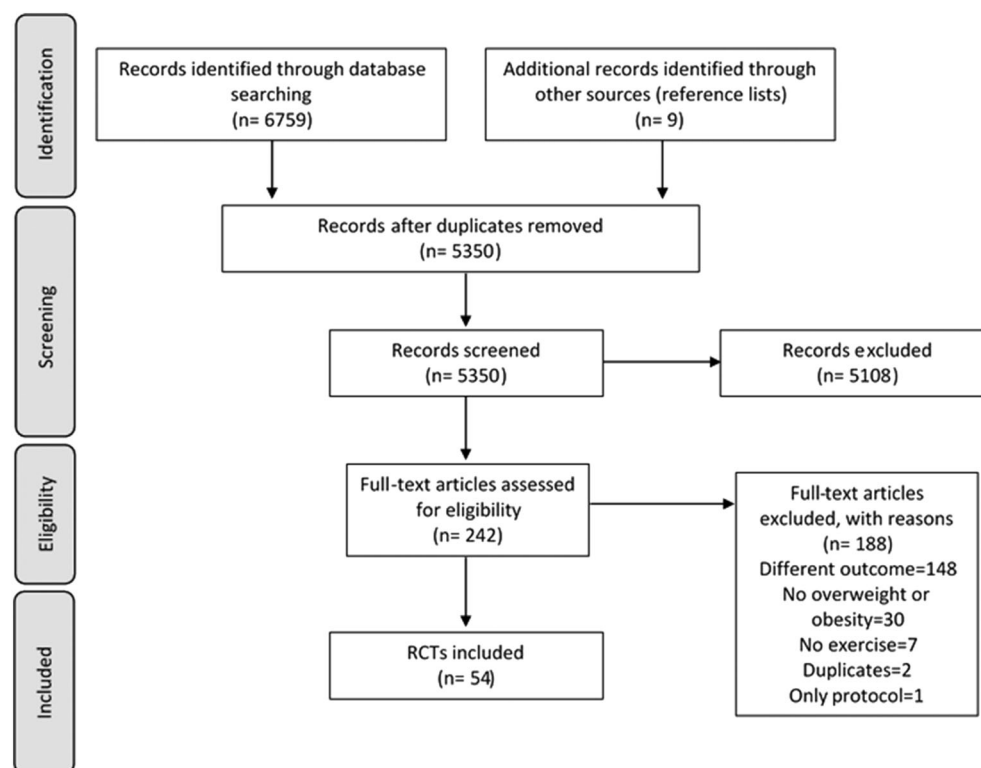 Identification
Records identified through database
searching
(n= 6759)
Additional records identified through
other sources (reference lists)
(n= 9)
Screening
Records after duplicates removed
(n= 5350)
Records screened
(n= 5350)
Records excluded
(n= 5108)
Eligibility
Full-text articles assessed
for eligibility
(n= 242)
Full-text articles
excluded, with reasons
(n= 188)
Different outcome=148
No overweight or
obesity=30
No exercise=7
Duplicates=2
Only protocol=1
Included
RCTs included
(n= 54)